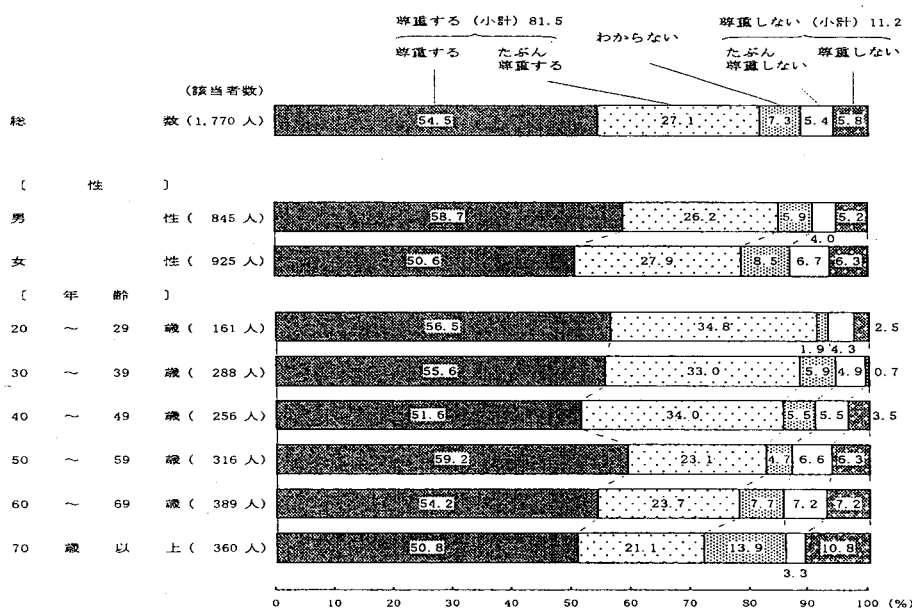 尊重する (小計) 81.5 尊重しない (小計) 11.2
尊重する たぶん尊重する わからない たぶん尊重しない 尊重しない
(該当者数)
総 数 (1,770 人) 54.5 27.1 7.3 5.4 5.8
〔 性 〕
男 性 ( 845 人) 58.7 26.2 5.9 4.0 5.2
女 性 ( 925 人) 50.6 27.9 8.5 6.7 6.3
〔 年 齢 〕
20 ～ 29 歳 ( 161 人) 56.5 34.8 1.9 4.3 2.5
30 ～ 39 歳 ( 288 人) 55.6 33.0 5.9 4.9 0.7
40 ～ 49 歳 ( 256 人) 51.6 34.0 5.5 5.5 3.5
50 ～ 59 歳 ( 316 人) 59.2 23.1 4.7 6.6 6.3
60 ～ 69 歳 ( 389 人) 54.2 23.7 7.7 7.2 7.2
70 歳 以 上 ( 360 人) 50.8 21.1 13.9 3.3 10.8
0 10 20 30 40 50 60 70 80 90 100 (%)